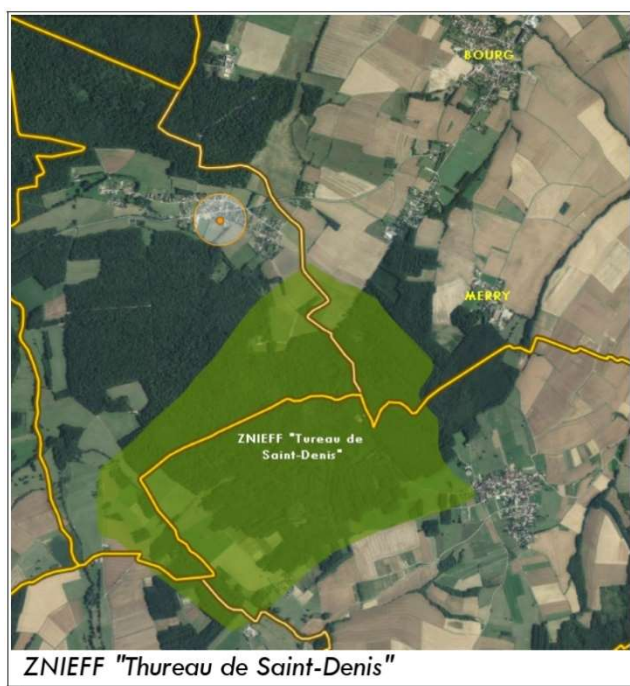 BOURG
MERRY
ZNIEFF "Tureau de
Saint-Denis"
ZNIEFF "Thureau de Saint-Denis"